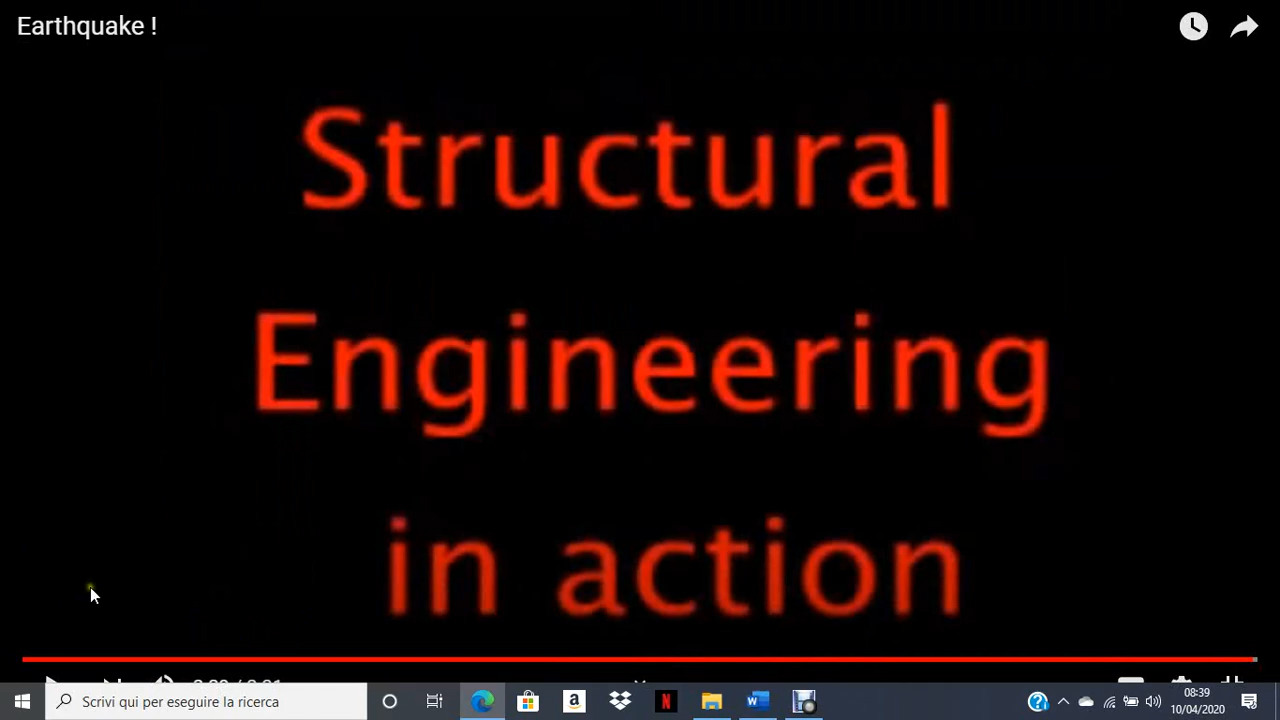 Earthquake !
Structural
Engineering
in action
Scrivi qui per eseguire la ricerca
08:39
10/04/2020